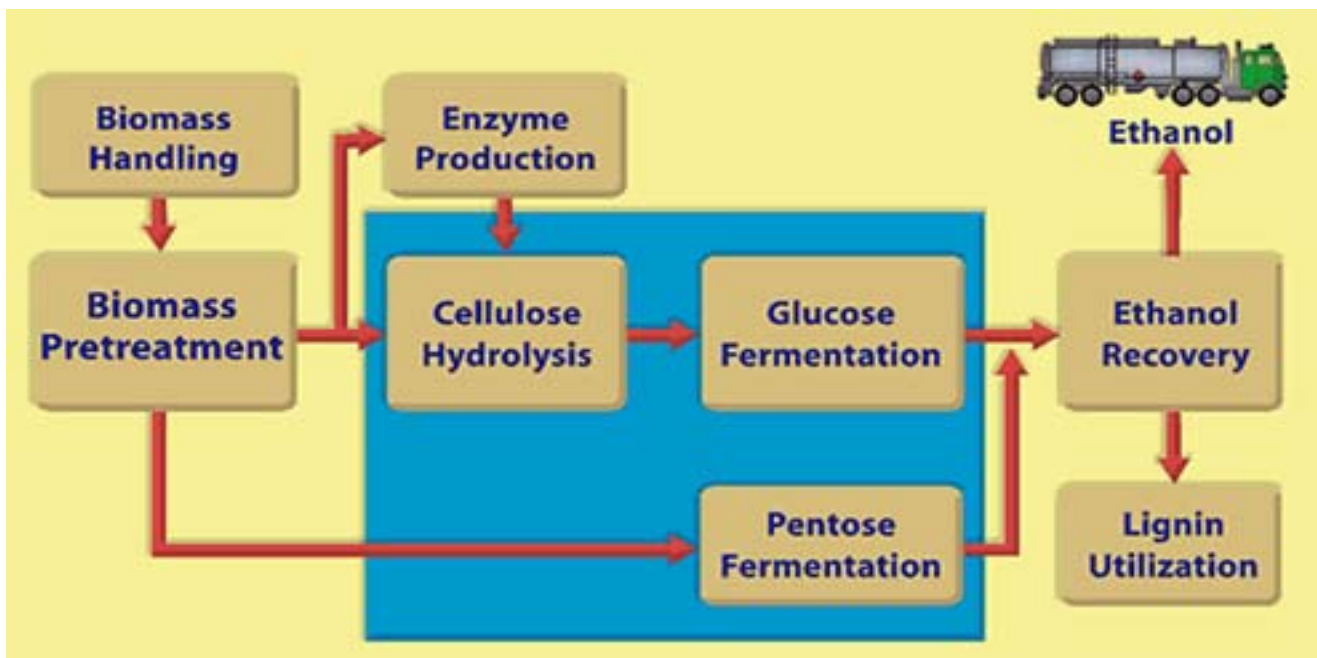 Biomass
Handling
Enzyme
Production
Ethanol
Biomass
Pretreatment
Cellulose
Hydrolysis
Glucose
Fermentation
Ethanol
Recovery
Pentose
Fermentation
Lignin
Utilization